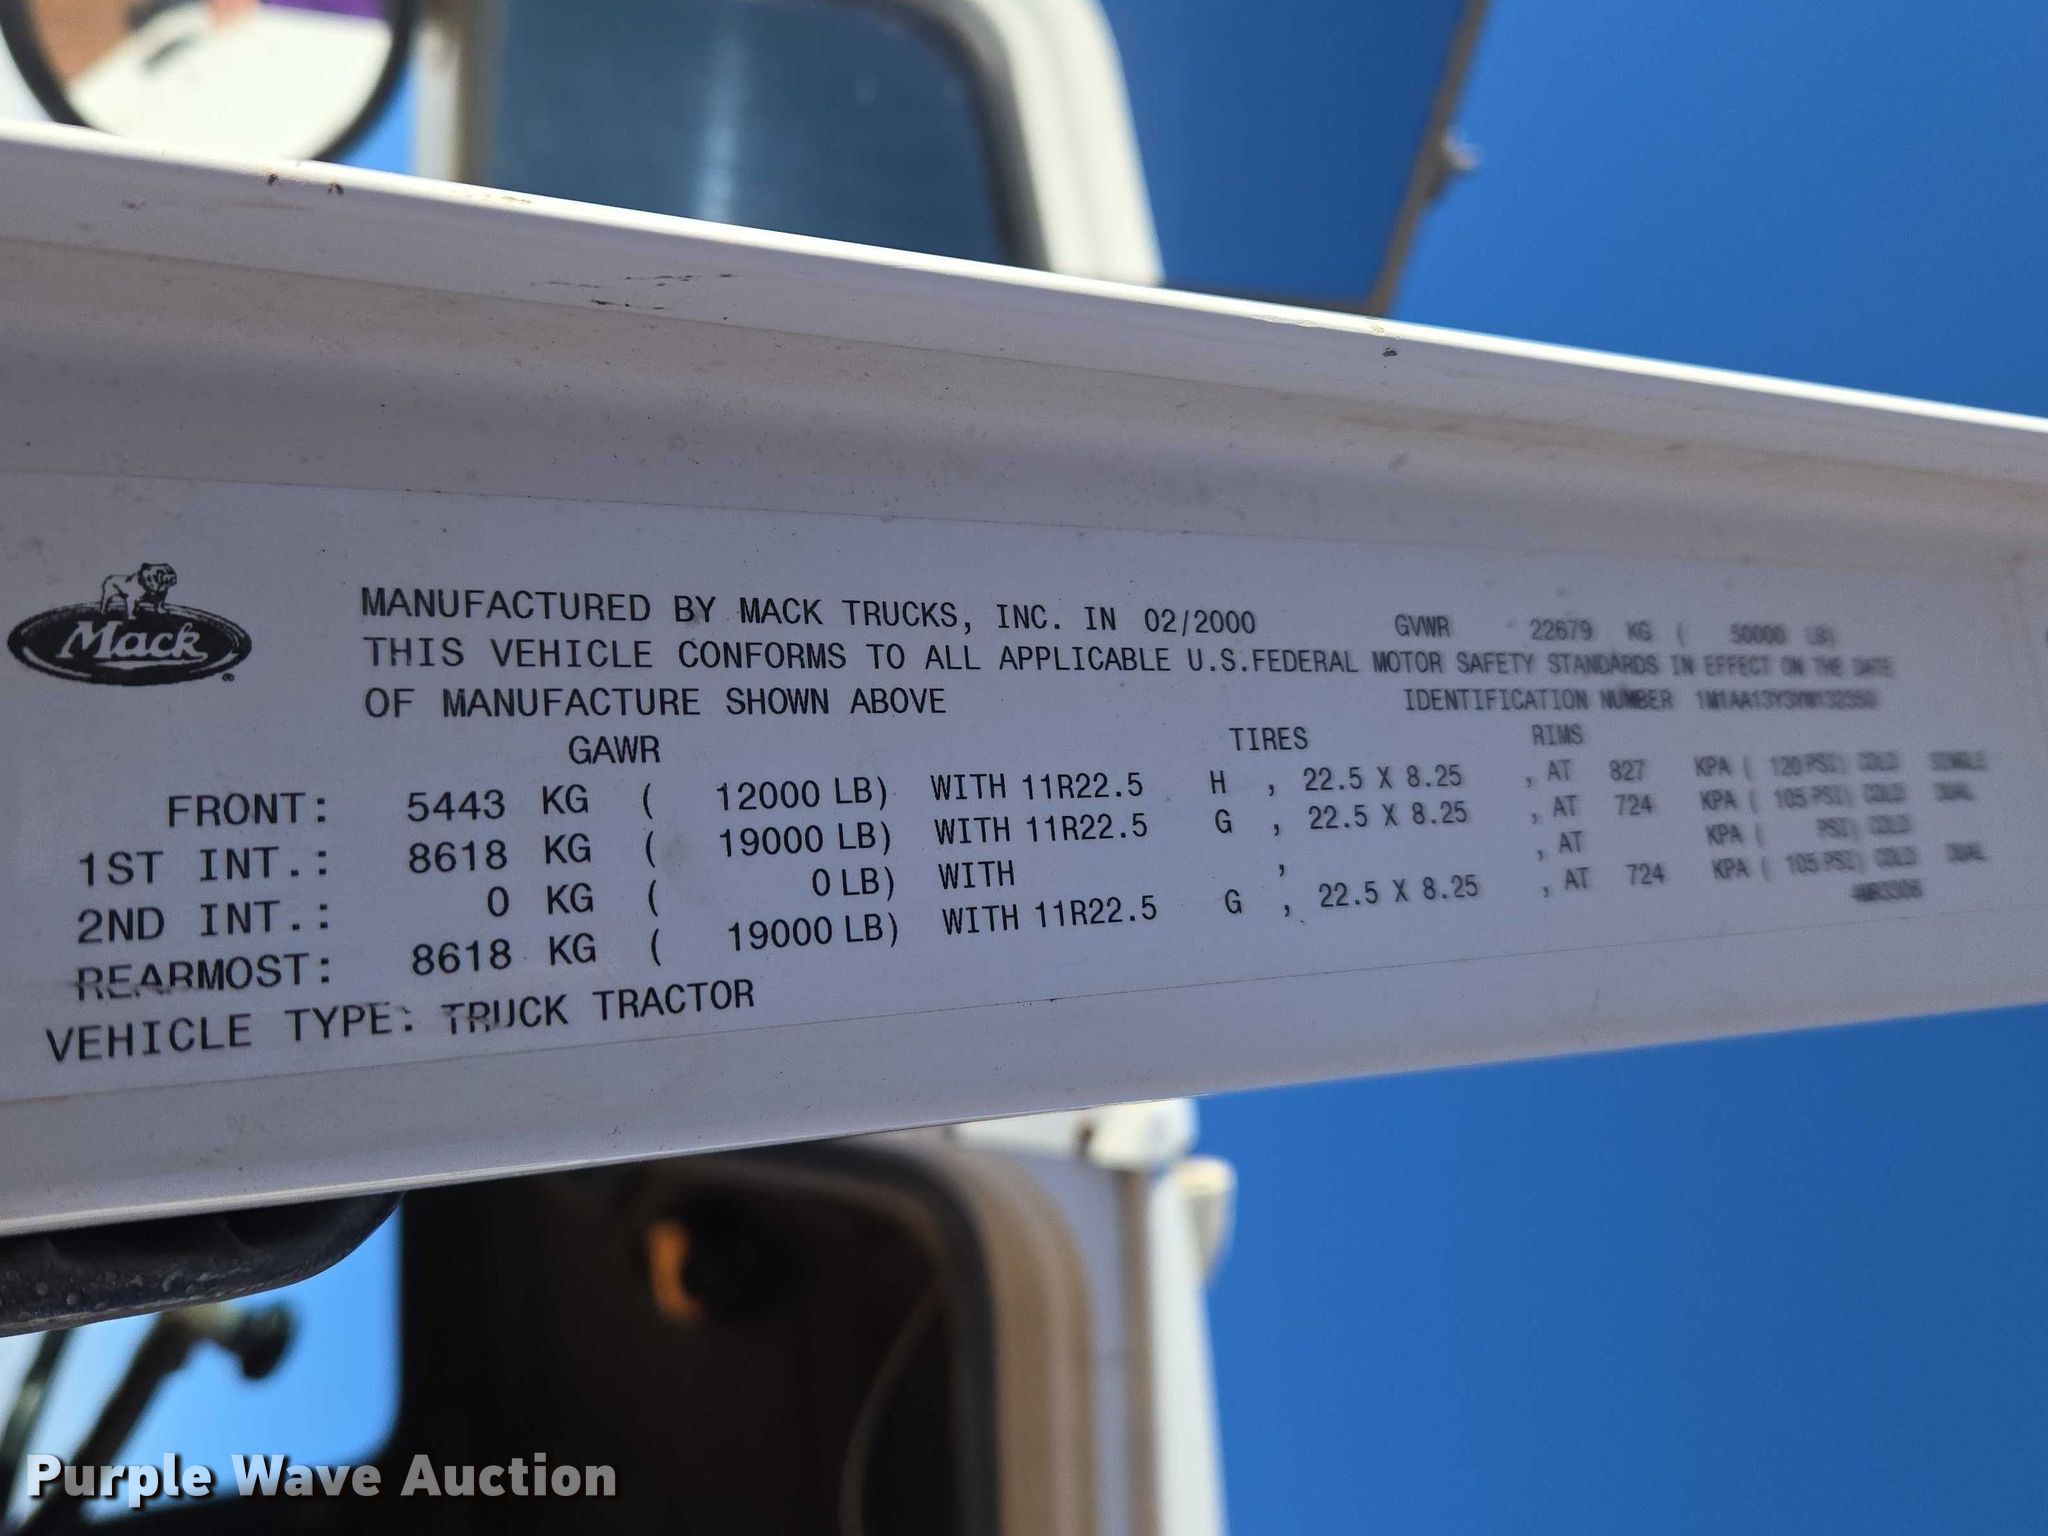 Mack
MANUFACTURED BY MACK TRUCKS, INC. IN 02/2000 GVWR 22679 KG ( 50000 LB)
THIS VEHICLE CONFORMS TO ALL APPLICABLE U.S.FEDERAL MOTOR SAFETY STANDARDS IN EFFECT ON THE DATE
OF MANUFACTURE SHOWN ABOVE IDENTIFICATION NUMBER
GAWR TIRES RIMS
FRONT: 5443 KG ( 12000 LB) WITH 11R22.5 H , 22.5 X 8.25 , AT 827 KPA ( 120 PSI) COLD SINGLE
1ST INT.: 8618 KG ( 19000 LB) WITH 11R22.5 G , 22.5 X 8.25 , AT 724 KPA ( 105 PSI) COLD DUAL
2ND INT.: 0 KG ( 0 LB) WITH , , AT KPA ( PSI) COLD
REARMOST: 8618 KG ( 19000 LB) WITH 11R22.5 G , 22.5 X 8.25 , AT 724 KPA ( 105 PSI) COLD DUAL
VEHICLE TYPE: TRUCK TRACTOR
Purple Wave Auction